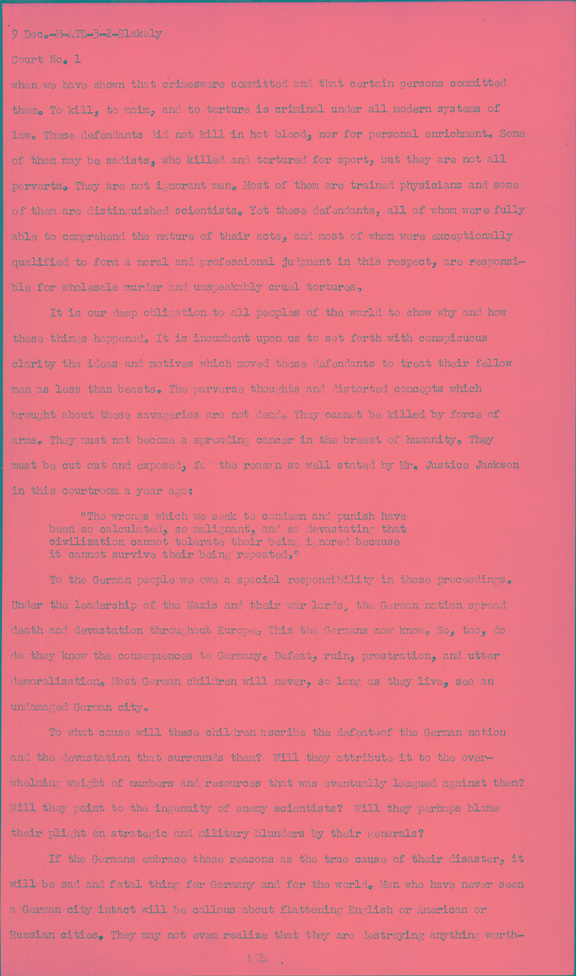 9 Dec.-M-ATD-3-2-Blakely
Court No. 1
when we have shown that crimeswere committed and that certain persons committed
them. To kill, to maim, and to torture is criminal under all modern systems of
law. These defendants did not kill in hot blood, nor for personal enrichment. Some
of them may be sadists, who killed and tortured for sport, but they are not all
perverts. They are not ignorant men. Most of them are trained physicians and some
of them are distinguished scientists. Yet these defendants, all of whom were fully
able to comprehend the nature of their acts, and most of whom were exceptionally
qualified to form a moral and professional judgment in this respect, are responsi-
ble for wholesale murder and unspeakably cruel tortures.
It is our deep obligation to all peoples of the world to show why and how
these things happened. It is incumbent upon us to set forth with conspicuous
clarity the ideas and motives which moved these defendants to treat their fellow
men as less than beasts. The perverse thoughts and distorted concepts which
brought about these savageries are not dead. They cannot be killed by force of
arms. They must not become a spreading cancer in the breast of humanity. They
must be cut out and exposed, for the reason so well stated by Mr. Justice Jackson
in this courtroom a year ago:
"The wrongs which we seek to condemn and punish have
been so calculated, so malignant, and so devastating that
civilization cannot tolerate their being ignored because
it cannot survive their being repeated."
To the German people we owe a special responsibility in these proceedings.
Under the leadership of the Nazis and their war lords, the German nation spread
death and devastation throughout Europe. This the Germans now know. So, too, do
do they know the consequences to Germany. Defeat, ruin, prostration, and utter
demoralization. Most German children will never, so long as they live, see an
undamaged German city.
To what cause will these children ascribe the defeateof the German nation
and the devastation that surrounds them? Will they attribute it to the over-
whelming weight of numbers and resources that was eventually leagued against them?
Will they point to the ingenuity of enemy scientists? Will they perhaps blame
their plight on strategic and military blunders by their generals?
If the Germans embrace those reasons as the true cause of their disaster, it
will be sad and fatal thing for Germany and for the world. Men who have never seen
a German city intact will be callous about flattening English or American or
Russian cities. They may not even realize that they are destroying anything worth-
13.